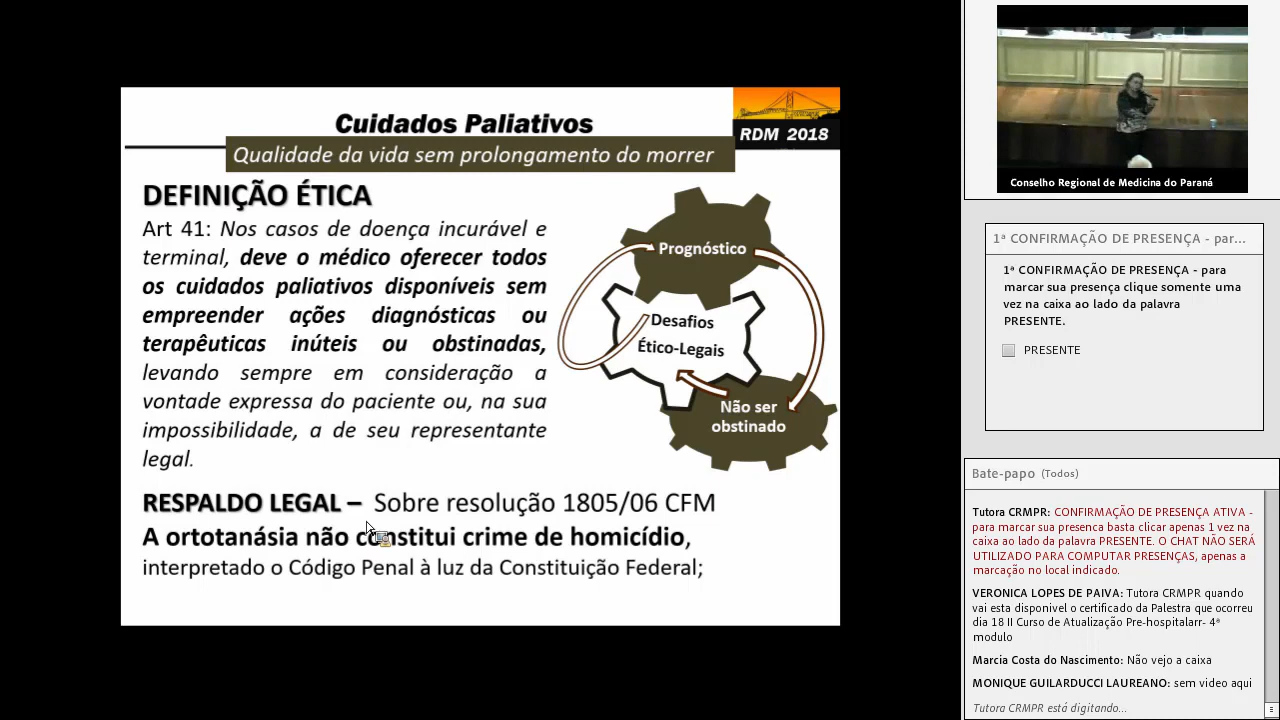 Cuidados Paliativos
RDM 2018
Qualidade da vida sem prolongamento do morrer
DEFINIÇÃO ÉTICA
Art 41: Nos casos de doença incurável e
terminal, deve o médico oferecer todos
os cuidados paliativos disponíveis sem
empreender ações diagnósticas ou
terapêuticas inúteis ou obstinadas,
levando sempre em consideração a
vontade expressa do paciente ou, na sua
impossibilidade, a de seu representante
legal.
Prognóstico
Desafios
Ético-Legais
Não ser
obstinado
RESPALDO LEGAL – Sobre resolução 1805/06 CFM
A ortotanásia não constitui crime de homicídio,
interpretado o Código Penal à luz da Constituição Federal;
Conselho Regional de Medicina do Paraná
1ª CONFIRMAÇÃO DE PRESENÇA - par...
1ª CONFIRMAÇÃO DE PRESENÇA - para
marcar sua presença clique somente uma
vez na caixa ao lado da palavra
PRESENTE.
PRESENTE
Bate-papo (Todos)
Tutora CRMPR: CONFIRMAÇÃO DE PRESENÇA ATIVA -
para marcar sua presenca basta clicar apenas 1 vez na
caixa ao lado da palavra PRESENTE. O CHAT NÃO SERÁ
UTILIZADO PARA COMPUTAR PRESENÇAS, apenas a
marcação no local indicado.
VERONICA LOPES DE PAIVA: Tutora CRMPR quando
vai esta disponivel o certificado da Palestra que ocorreu
dia 18 II Curso de Atualização Pre-hospitalarr- 4ª
modulo
Marcia Costa do Nascimento: Não vejo a caixa
MONIQUE GUILARDUCCI LAUREANO: sem video aqui
Tutora CRMPR está digitando...